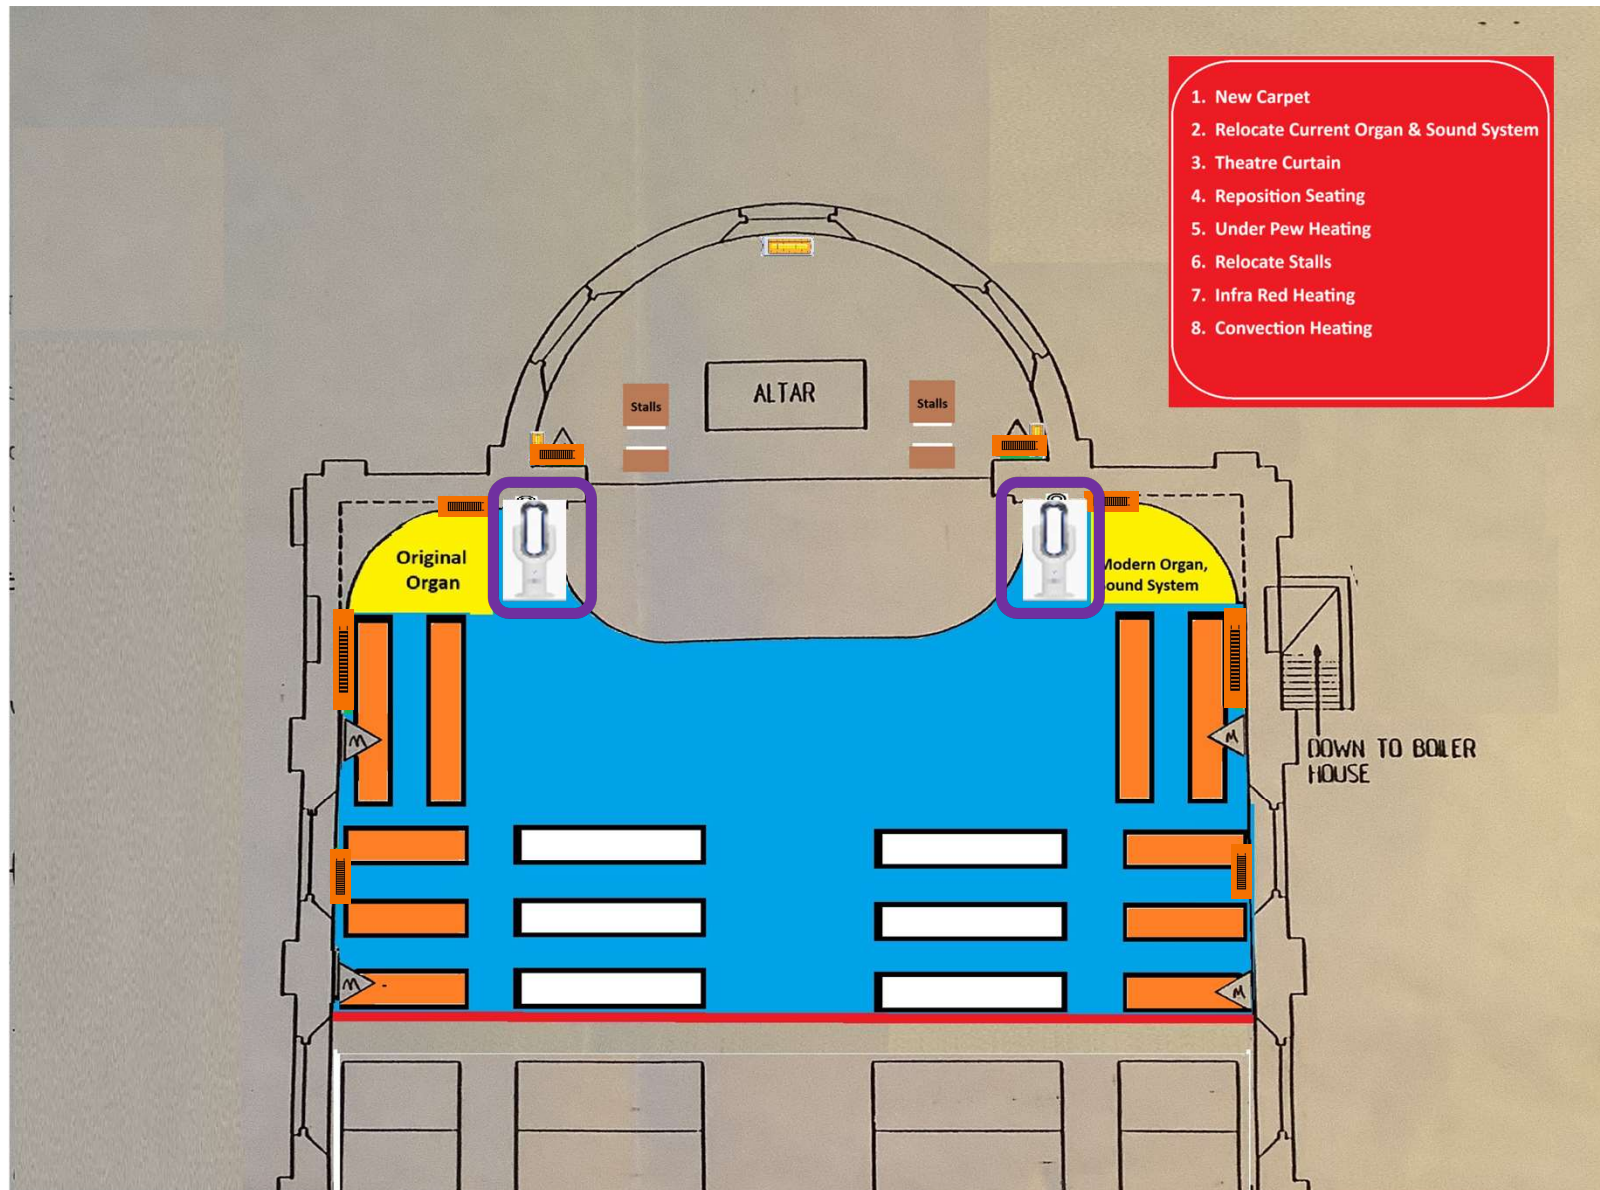 1. New Carpet
2. Relocate Current Organ & Sound System
3. Theatre Curtain
4. Reposition Seating
5. Under Pew Heating
6. Relocate Stalls
7. Infra Red Heating
8. Convection Heating
ALTAR
Stalls
Stalls
Original
Organ
Modern Organ,
ound System
M
M
DOWN TO BOILER
HOUSE
M
M